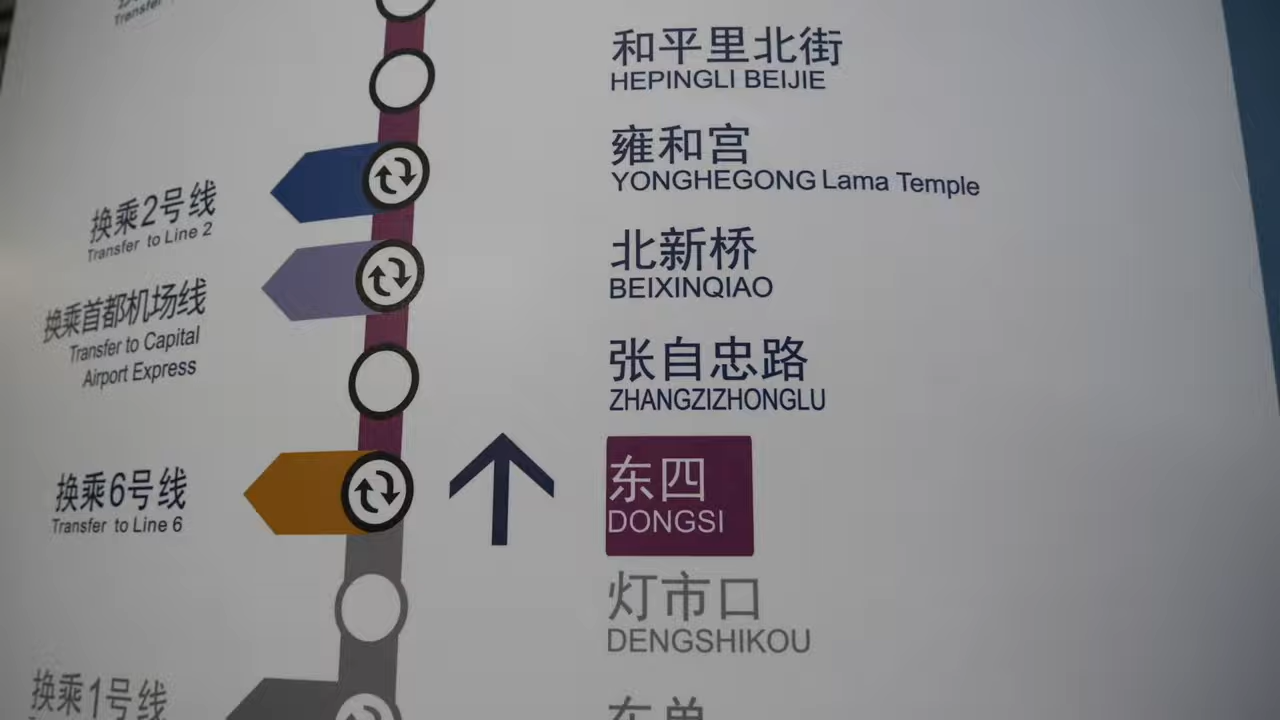 Transfer
和平里北街
HEPINGLI BEIJIE
雍和宫
YONGHEGONG Lama Temple
换乘2号线
Transfer to Line 2
北新桥
BEIXINQIAO
换乘首都机场线
Transfer to Capital
Airport Express
张自忠路
ZHANGZIZHONGLU
东四
DONGSI
换乘6号线
Transfer to Line 6
灯市口
DENGSHIKOU
换乘1号线
东单